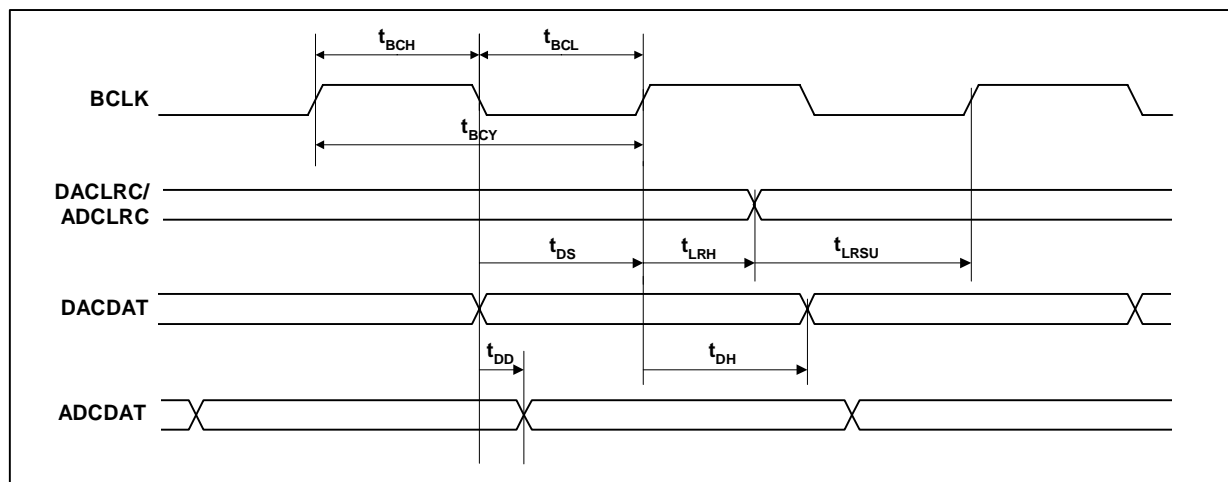 tBCH
tBCL
BCLK
tBCY
DACLRC/
ADCLRC
tDS
tLRH
tLRSU
DACDAT
tDD
tDH
ADCDAT